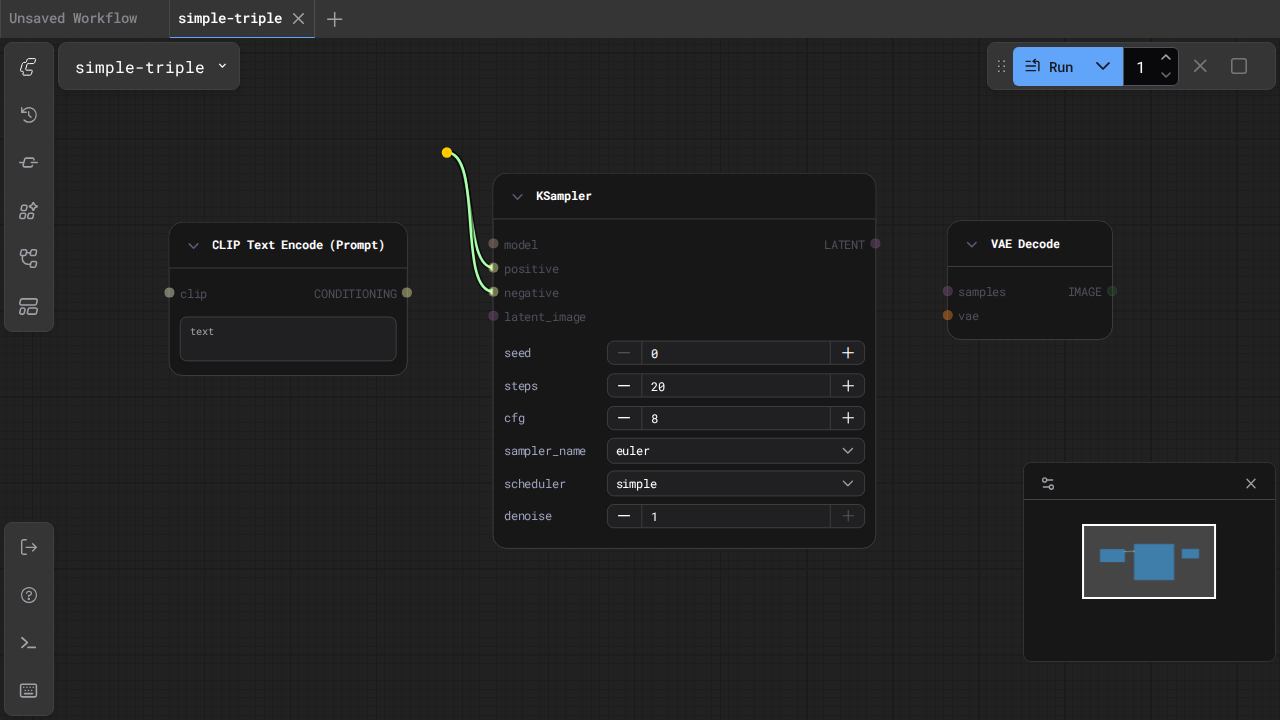 Unsaved Workflow
simple-triple
simple-triple
Run
1
KSampler
model
LATENT
positive
negative
latent_image
seed
0
steps
20
cfg
8
sampler_name
euler
scheduler
simple
denoise
1
CLIP Text Encode (Prompt)
clip
CONDITIONING
text
VAE Decode
samples
IMAGE
vae